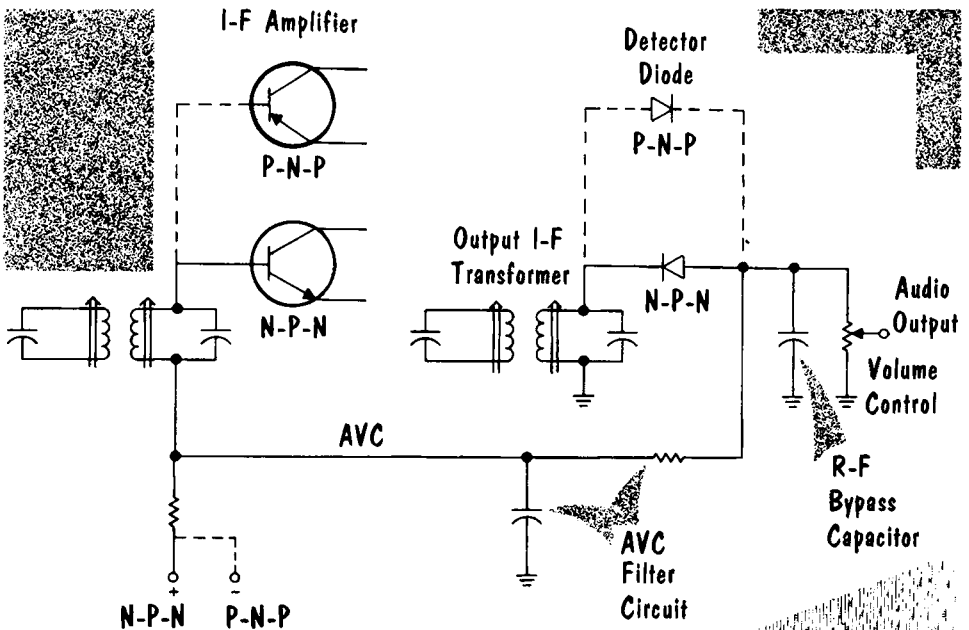 I-F Amplifier
P-N-P
N-P-N
Detector
Diode
P-N-P
Output I-F
Transformer
N-P-N
Audio
Output
Volume
Control
AVC
R-F
Bypass
Capacitor
AVC
Filter
Circuit
+
-
N-P-N P-N-P